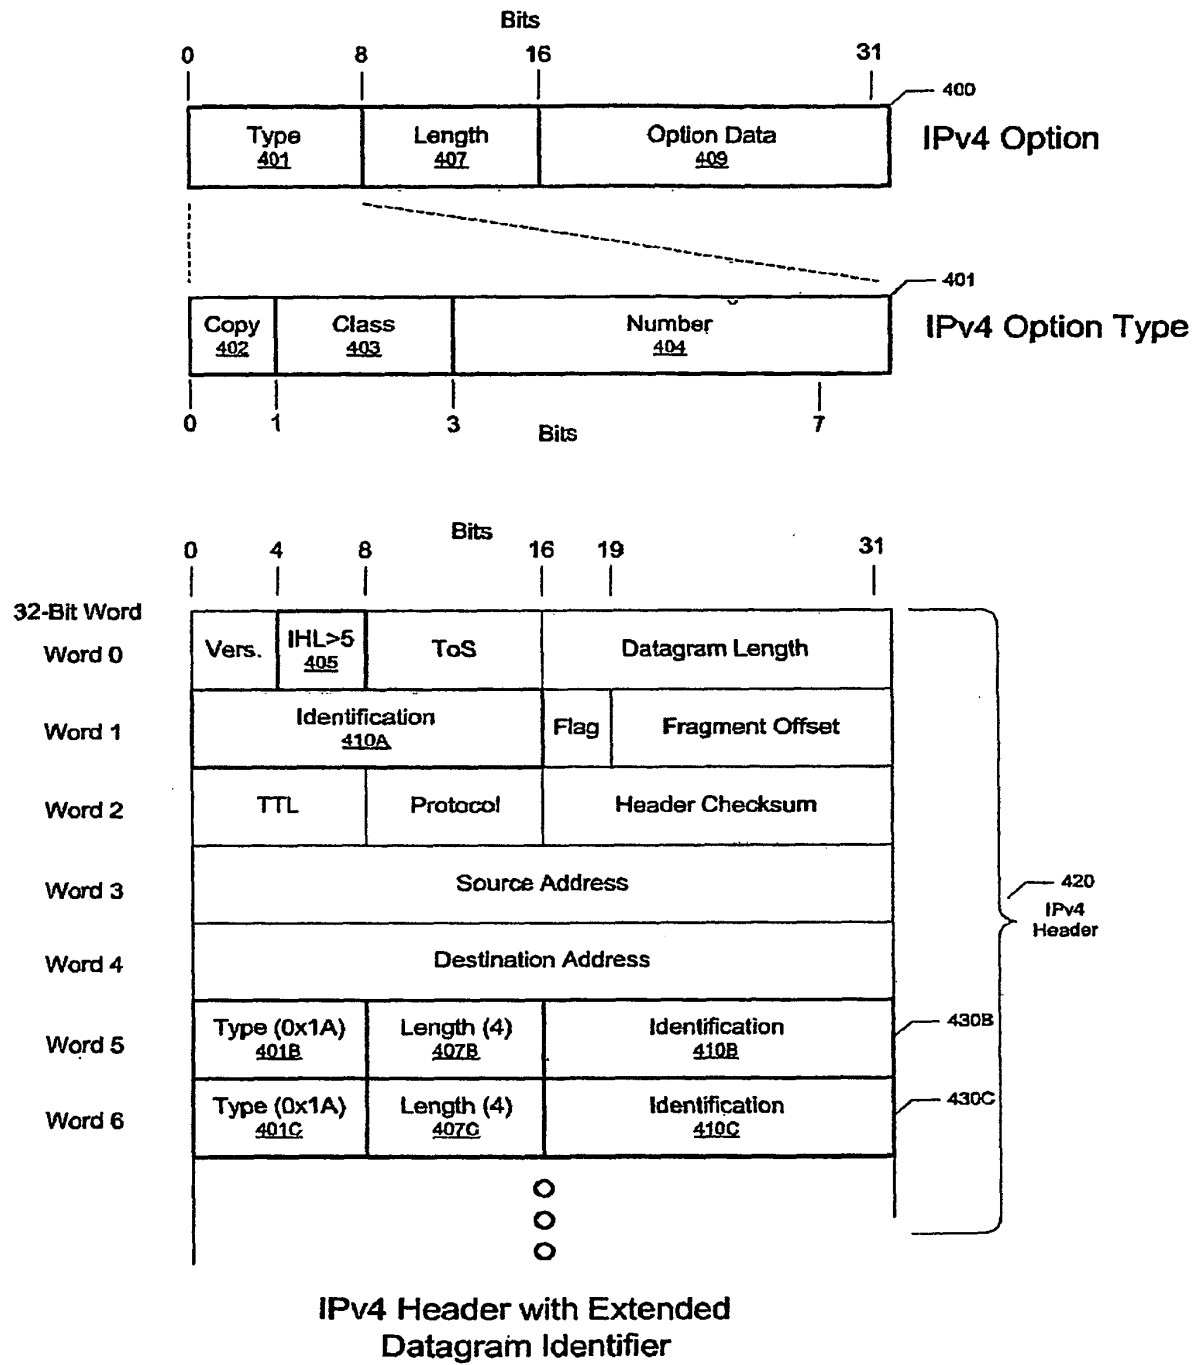 Bits
0 8 16 31
400
Type Length Option Data
401 407 409
IPv4 Option
401
Copy Class Number
402 403 404
IPv4 Option Type
0 1 3 7
Bits
Bits
0 4 8 16 19 31
32-Bit Word
Word 0 Vers. IHL>5 ToS Datagram Length
405
Word 1 Identification Flag Fragment Offset
410A
Word 2 TTL Protocol Header Checksum
Word 3 Source Address
420
IPv4
Header
Word 4 Destination Address
Word 5 Type (0x1A) Length (4) Identification 430B
401B 407B 410B
Word 6 Type (0x1A) Length (4) Identification 430C
401C 407C 410C
IPv4 Header with Extended
Datagram Identifier